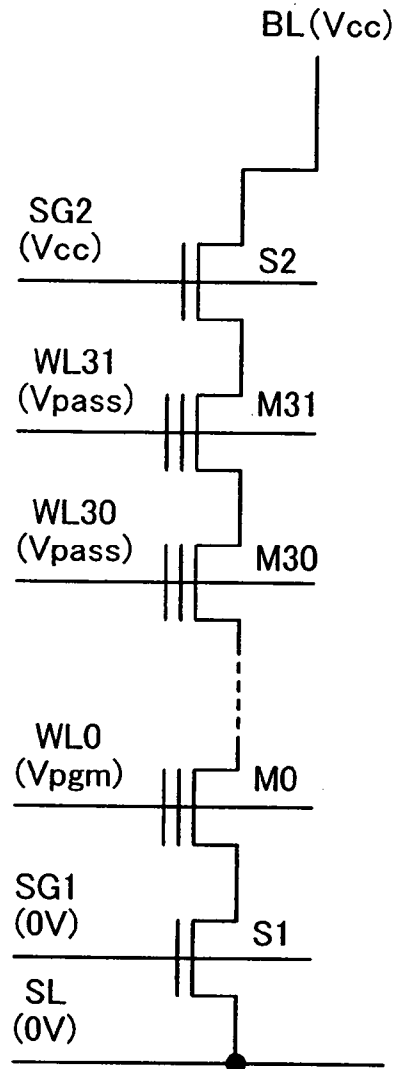 BL(Vcc)
SG2
(Vcc)
S2
WL31
(Vpass)
M31
WL30
(Vpass)
M30
WL0
(Vpgm)
M0
SG1
(0V)
S1
SL
(0V)